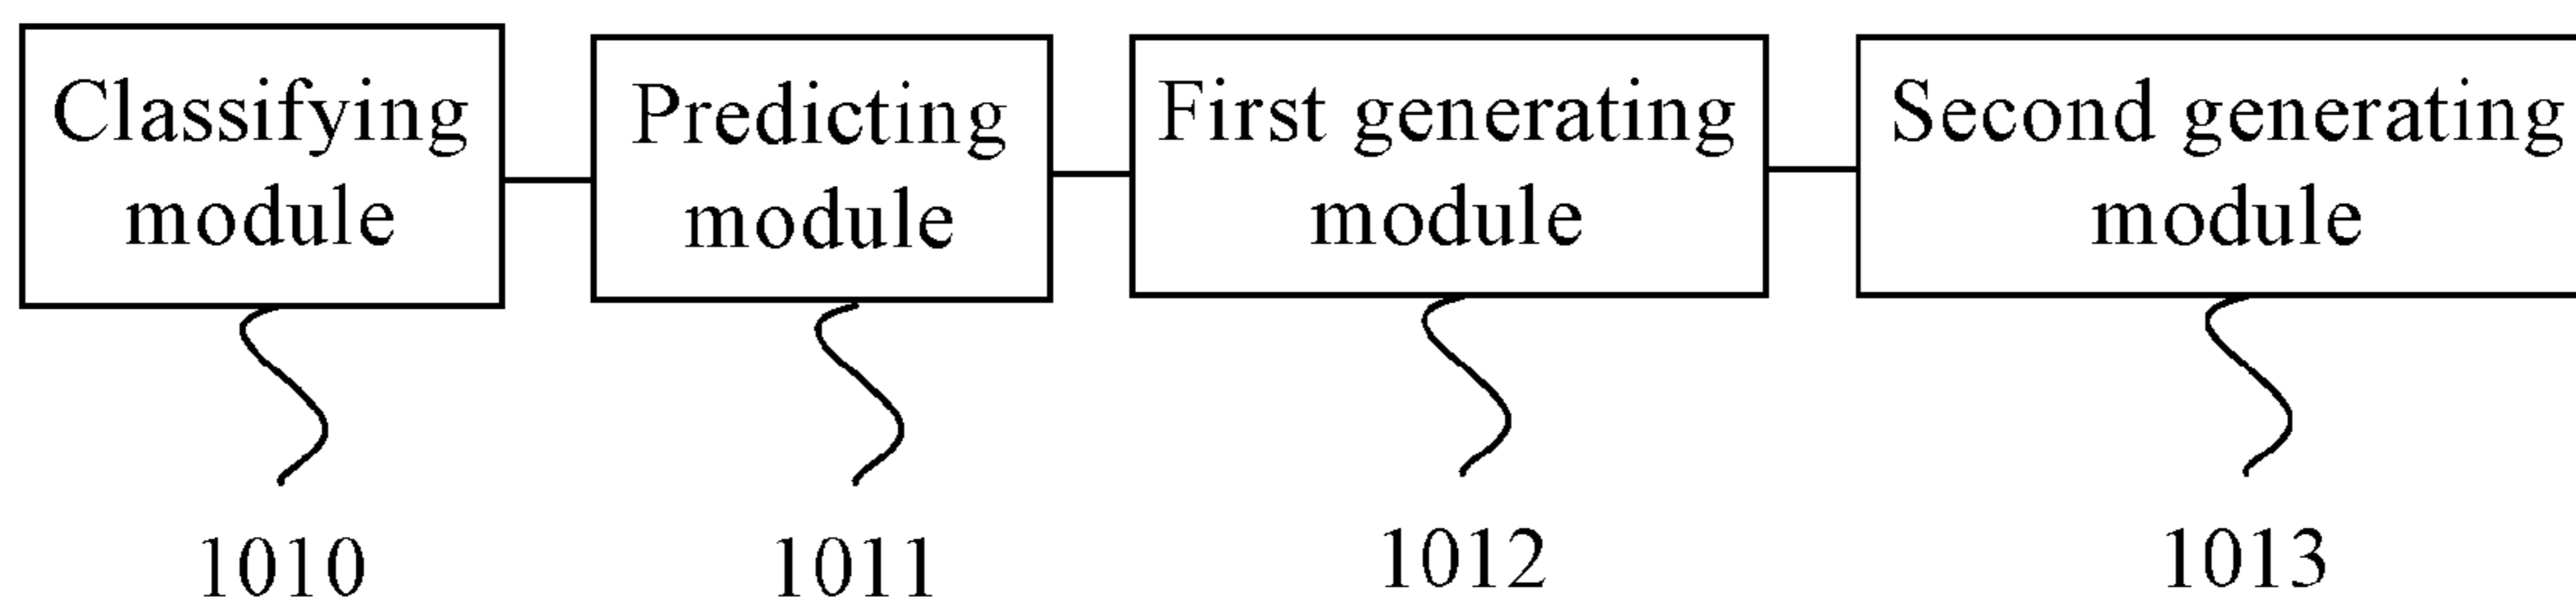 Classifying
module
Predicting
module
First generating
module
Second generating
module
1010
1011
1012
1013